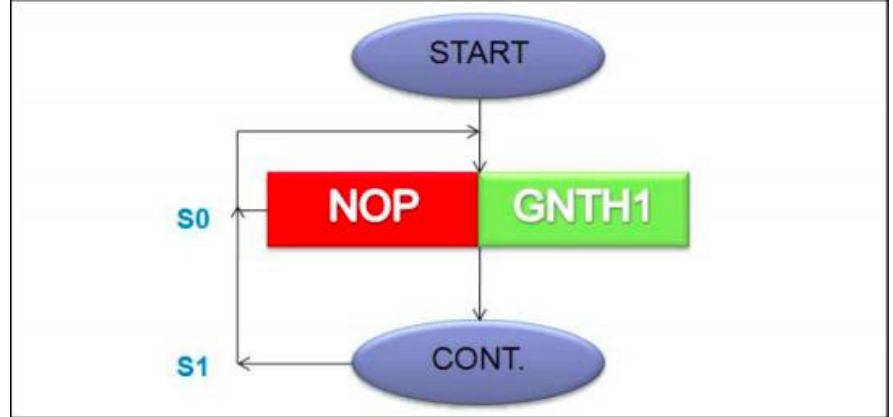 START
NOP GNTH1
S0
CONT.
S1